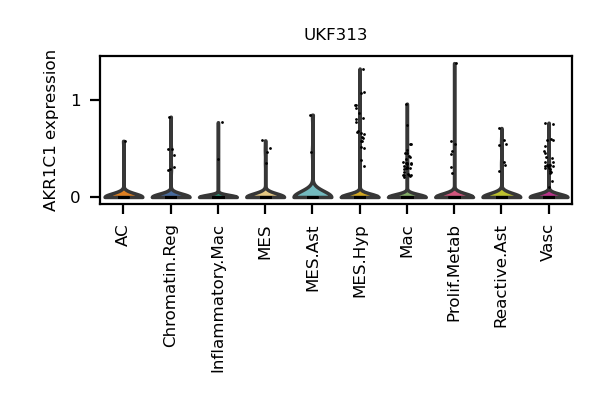 UKF313
AKR1C1 expression
1
0
AC
Chromatin.Reg
Inflammatory.Mac
MES
MES.Ast
MES.Hyp
Mac
Prolif.Metab
Reactive.Ast
Vasc